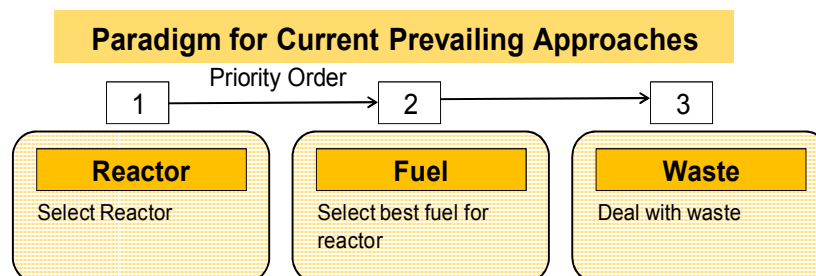 Paradigm for Current Prevailing Approaches
Priority Order
1
2
3
Reactor
Select Reactor
Fuel
Select best fuel for
reactor
Waste
Deal with waste